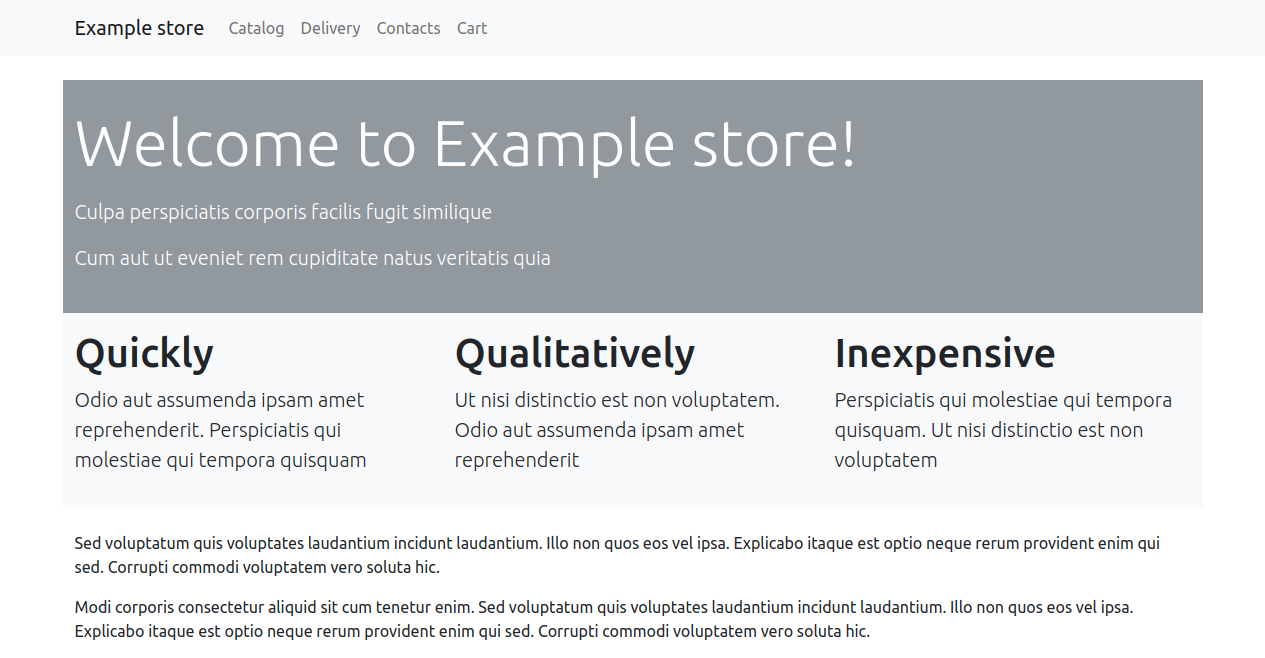 Example store Catalog Delivery Contacts Cart
Welcome to Example store!
Culpa perspiciatis corporis facilis fugit similique
Cum aut ut eveniet rem cupiditate natus veritatis quia
Quickly
Odio aut assumenda ipsam amet
reprehenderit. Perspiciatis qui
molestiae qui tempora quisquam
Qualitatively
Ut nisi distinctio est non voluptatem.
Odio aut assumenda ipsam amet
reprehenderit
Inexpensive
Perspiciatis qui molestiae qui tempora
quisquam. Ut nisi distinctio est non
voluptatem
Sed voluptatum quis voluptates laudantium incidunt laudantium. Illo non quos eos vel ipsa. Explicabo itaque est optio neque rerum provident enim qui
sed. Corrupti commodi voluptatem vero soluta hic.
Modi corporis consectetur aliquid sit cum tenetur enim. Sed voluptatum quis voluptates laudantium incidunt laudantium. Illo non quos eos vel ipsa.
Explicabo itaque est optio neque rerum provident enim qui sed. Corrupti commodi voluptatem vero soluta hic.